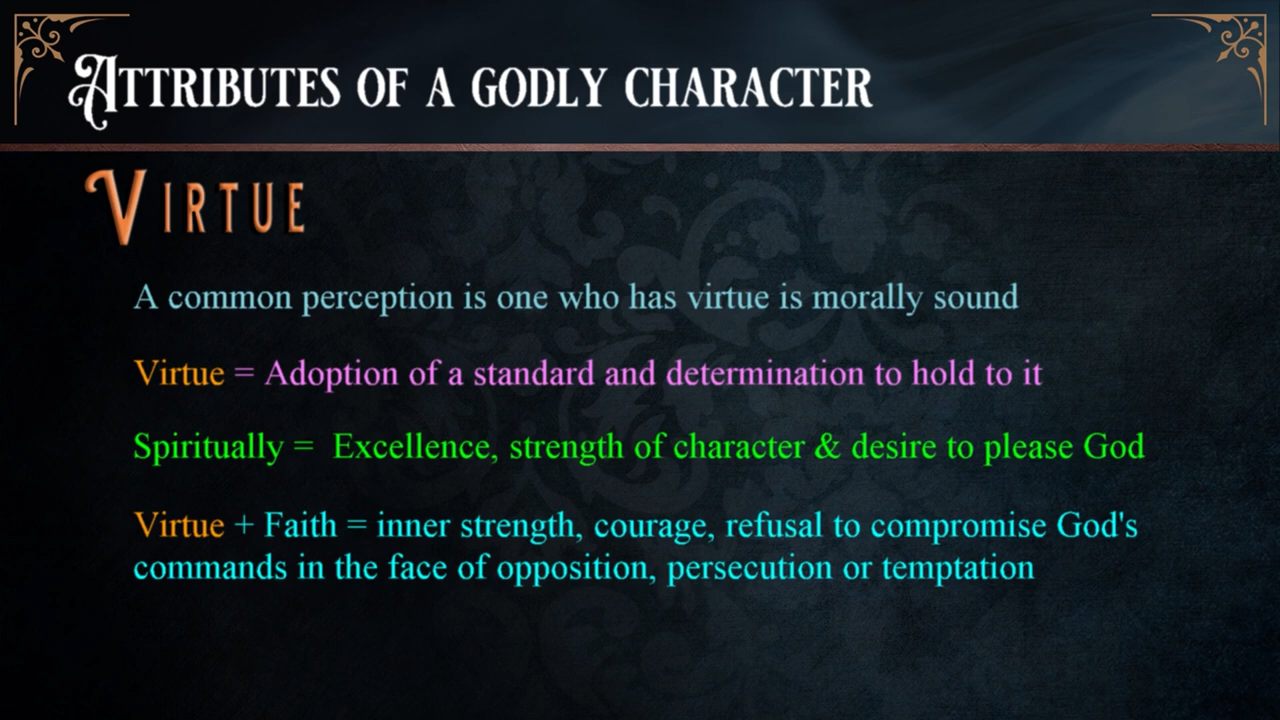 Attributes of a godly character
Virtue
A common perception is one who has virtue is morally sound
Virtue = Adoption of a standard and determination to hold to it
Spiritually = Excellence, strength of character & desire to please God
Virtue + Faith = inner strength, courage, refusal to compromise God's
commands in the face of opposition, persecution or temptation